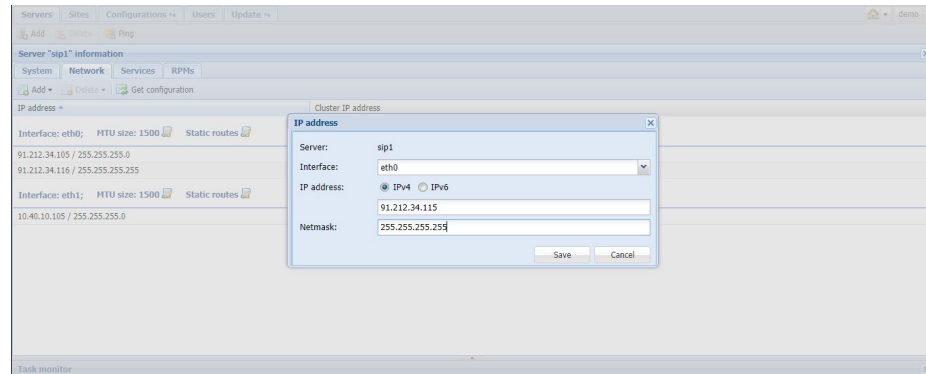 Servers Sites Configurations Users Update demo
Add Delete Ping
Server "sip1" information
System Network Services RPMs
Add Delete Get configuration
IP address Cluster IP address
Interface: eth0; MTU size: 1500 Static routes
91.212.34.105 / 255.255.255.0
91.212.34.116 / 255.255.255.255
Interface: eth1; MTU size: 1500 Static routes
10.40.10.105 / 255.255.255.0
IP address
Server: sip1
Interface: eth0
IP address: IPv4 IPv6
91.212.34.115
Netmask: 255.255.255.255
Save Cancel
Task monitor